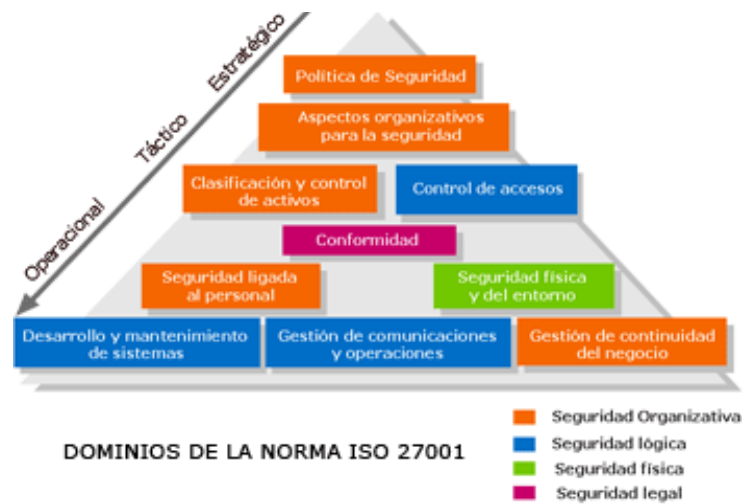 Estratégico
Táctico
Operacional
Política de Seguridad
Aspectos organizativos
para la seguridad
Clasificación y control
de activos
Control de accesos
Conformidad
Seguridad ligada
al personal
Seguridad física
y del entorno
Desarrollo y mantenimiento
de sistemas
Gestión de comunicaciones
y operaciones
Gestión de continuidad
del negocio
DOMINIOS DE LA NORMA ISO 27001
Seguridad Organizativa
Seguridad lógica
Seguridad física
Seguridad legal